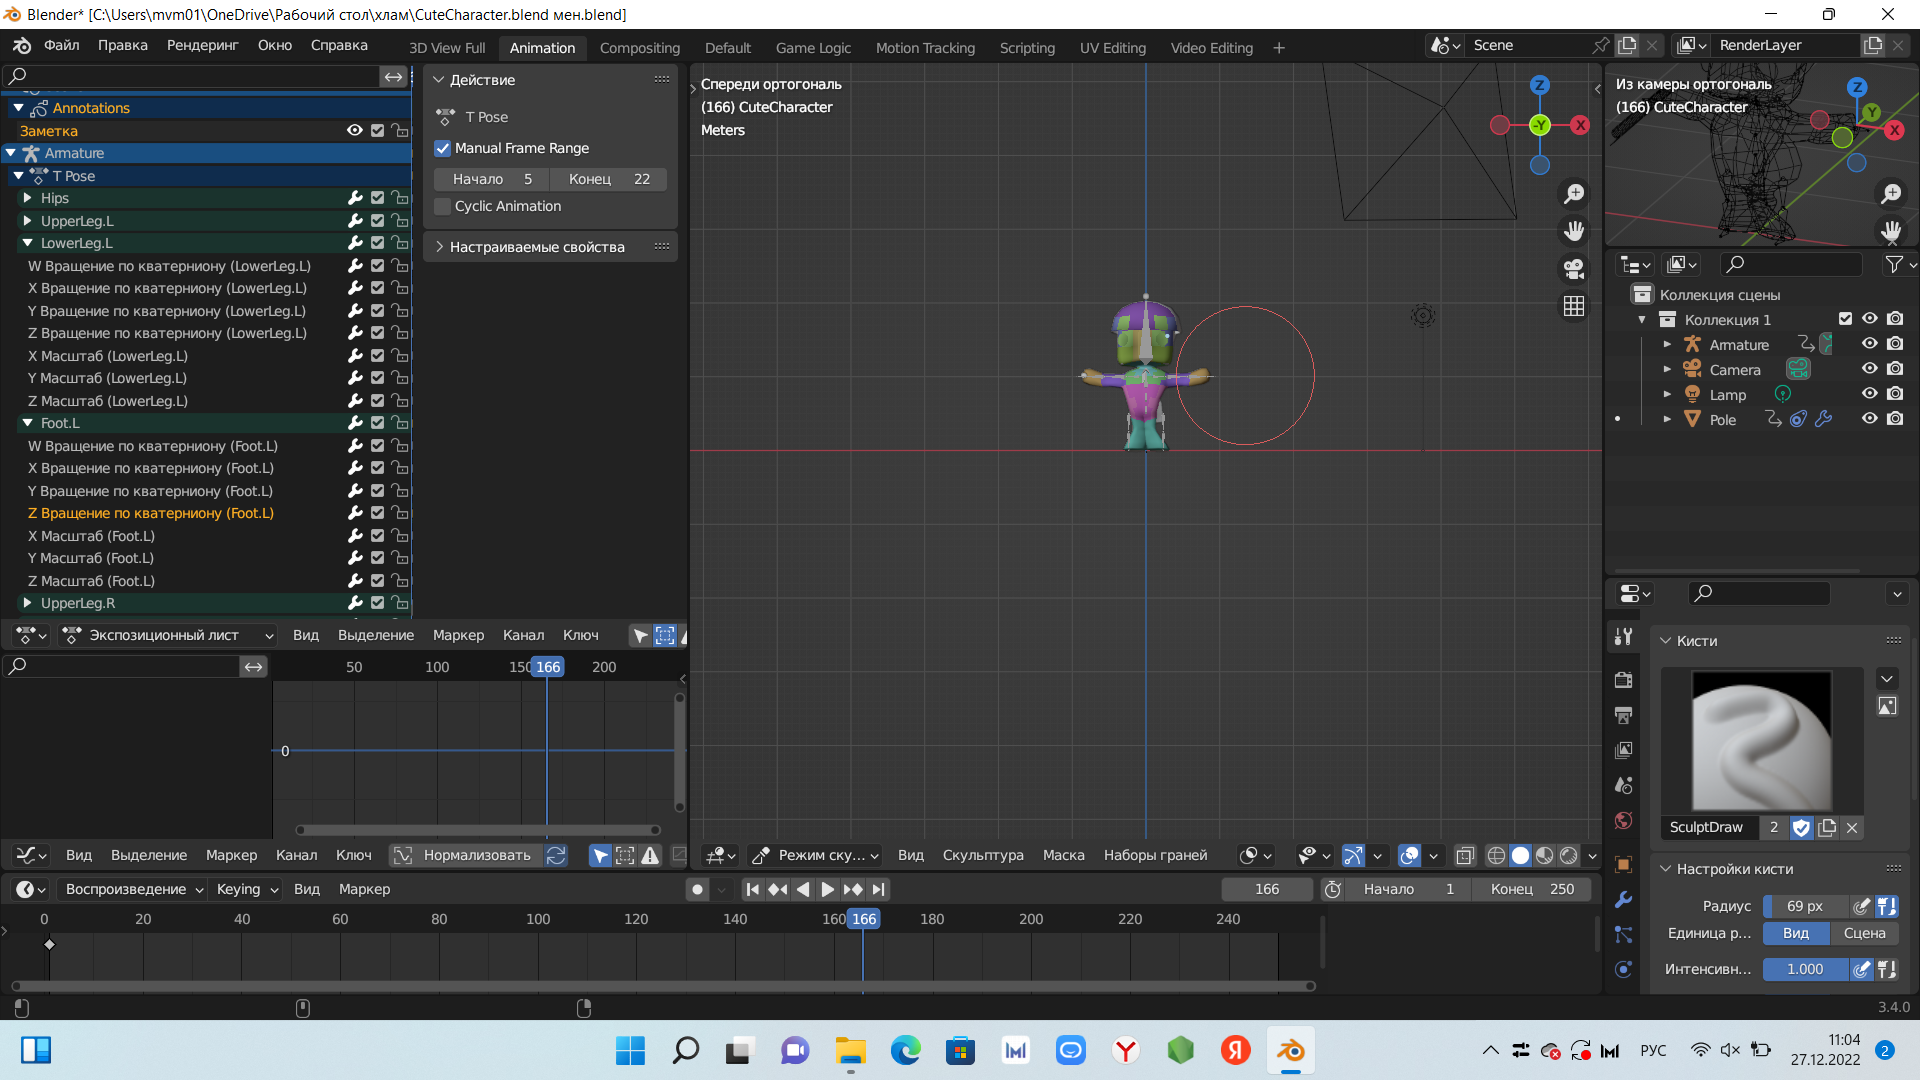 Blender* [C:\Users\mvm01\OneDrive\Рабочий стол\хлам\CuteCharacter.blend мен.blend]
Файл Правка Рендеринг Окно Справка 3D View Full Animation Compositing Default Game Logic Motion Tracking Scripting UV Editing Video Editing + Scene RenderLayer
Annotations
Заметка
Armature
T Pose
Hips
UpperLeg.L
LowerLeg.L
W Вращение по кватерниону (LowerLeg.L)
X Вращение по кватерниону (LowerLeg.L)
Y Вращение по кватерниону (LowerLeg.L)
Z Вращение по кватерниону (LowerLeg.L)
X Масштаб (LowerLeg.L)
Y Масштаб (LowerLeg.L)
Z Масштаб (LowerLeg.L)
Foot.L
W Вращение по кватерниону (Foot.L)
X Вращение по кватерниону (Foot.L)
Y Вращение по кватерниону (Foot.L)
Z Вращение по кватерниону (Foot.L)
X Масштаб (Foot.L)
Y Масштаб (Foot.L)
Z Масштаб (Foot.L)
UpperLeg.R
Действие
T Pose
Manual Frame Range
Начало 5 Конец 22
Cyclic Animation
Настраиваемые свойства
Экспозиционный лист Вид Выделение Маркер Канал Ключ
50 100 150 166 200
0
Вид Выделение Маркер Канал Ключ Нормализовать
Спереди ортогональ
(166) CuteCharacter
Meters
Z
-Y X
Режим ску... Вид Скульптура Маска Наборы граней
Из камеры ортогональ
(166) CuteCharacter
Z
Y
X
Коллекция сцены
Коллекция 1
Armature
Camera
Lamp
Pole
Кисти
SculptDraw 2
Настройки кисти
Радиус 69 px
Единица р... Вид Сцена
Интенсивн... 1.000
Воспроизведение Keying Вид Маркер 166 Начало 1 Конец 250
0 20 40 60 80 100 120 140 160 166 180 200 220 240
3.4.0
РУС 11:04
27.12.2022 2